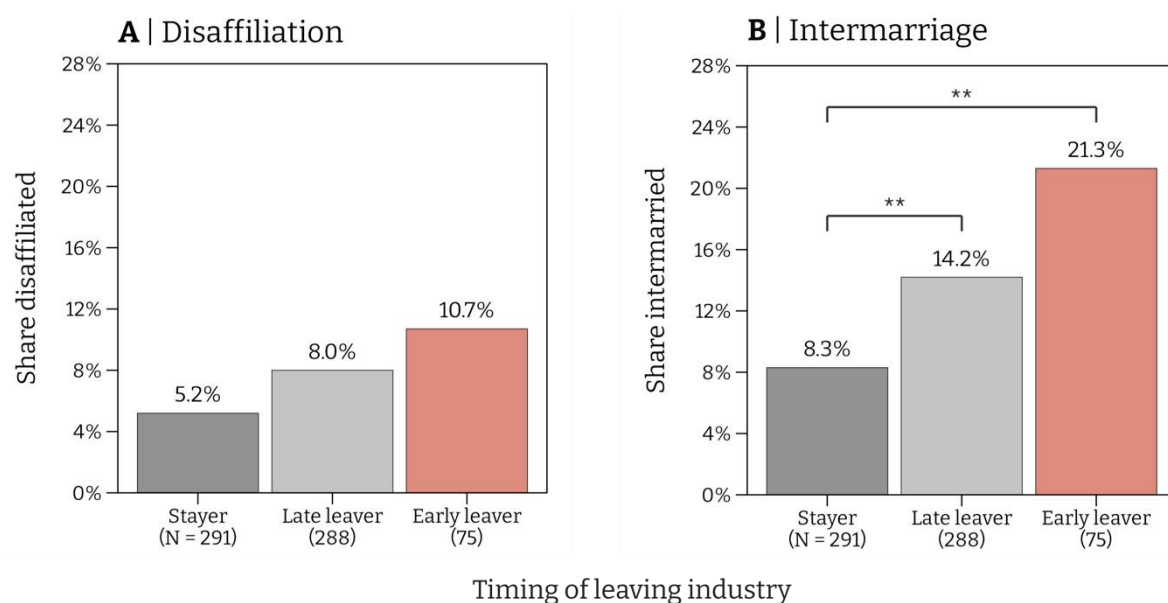 A | Disaffiliation
Share disaffiliated
28%
24%
20%
16%
12%
8%
4%
0%
5.2%
8.0%
10.7%
Stayer
(N = 291)
Late leaver
(288)
Early leaver
(75)
B | Intermarriage
Share intermarried
28%
24%
20%
16%
12%
8%
4%
0%
**
**
8.3%
14.2%
21.3%
Stayer
(N = 291)
Late leaver
(288)
Early leaver
(75)
Timing of leaving industry